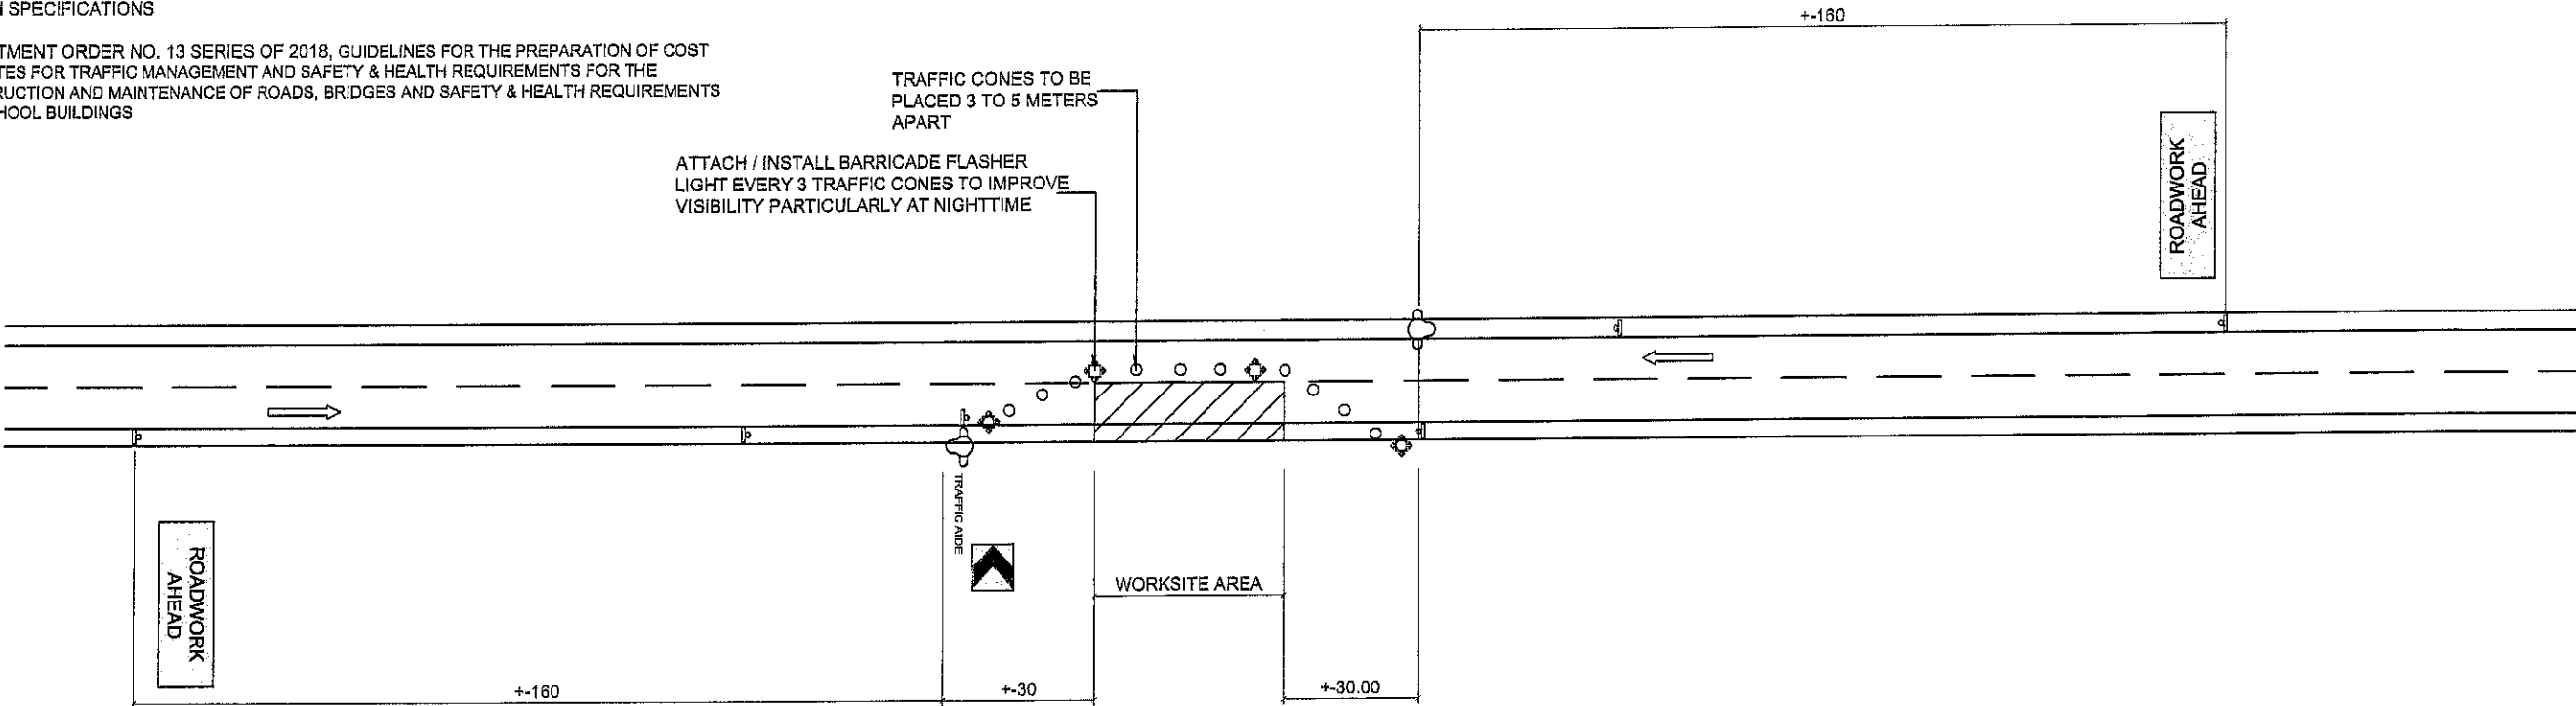 SPECIFICATIONS
TMENT ORDER NO. 13 SERIES OF 2018, GUIDELINES FOR THE PREPARATION OF COST
TES FOR TRAFFIC MANAGEMENT AND SAFETY & HEALTH REQUIREMENTS FOR THE
RUCTION AND MAINTENANCE OF ROADS, BRIDGES AND SAFETY & HEALTH REQUIREMENTS
HOOL BUILDINGS
+-160
TRAFFIC CONES TO BE
PLACED 3 TO 5 METERS
APART
ATTACH / INSTALL BARRICADE FLASHER
LIGHT EVERY 3 TRAFFIC CONES TO IMPROVE
VISIBILITY PARTICULARLY AT NIGHTTIME
ROADWORK
AHEAD
TRAFFIC AIDE
ROADWORK
AHEAD
WORKSITE AREA
+-160
+-30
+-30.00